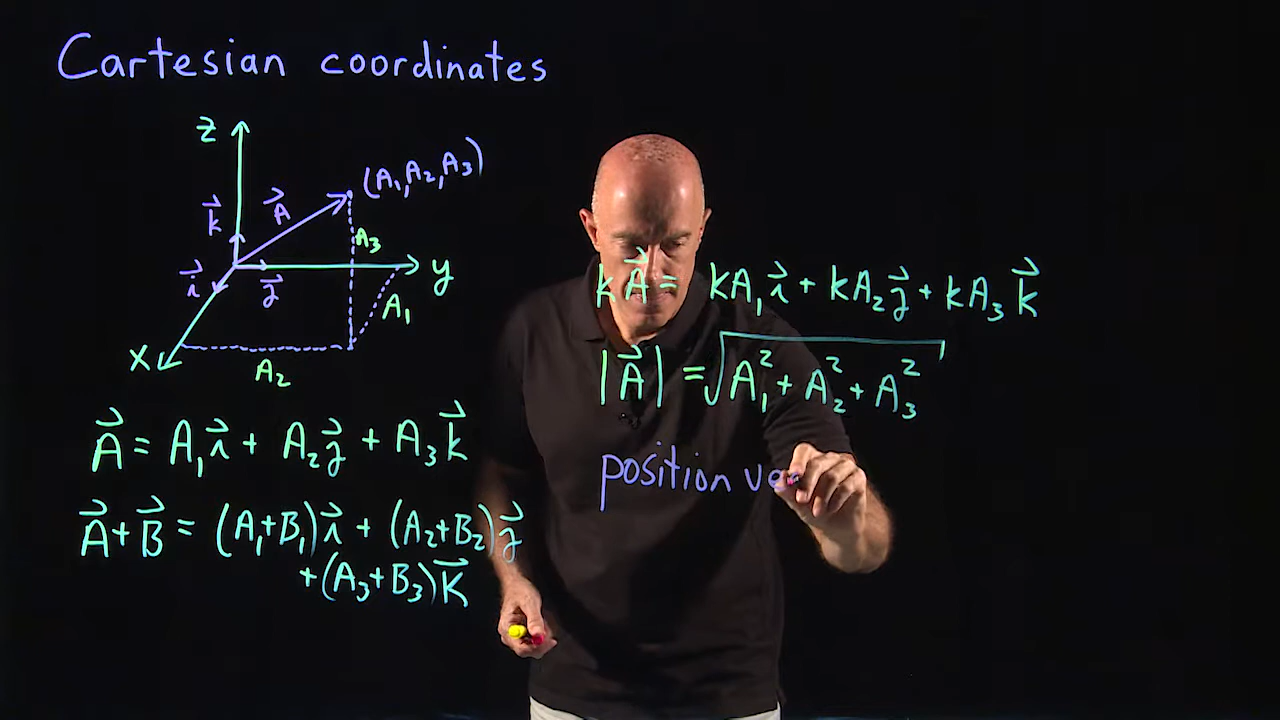 Cartesian coordinates
z
(A₁,A₂,A₃)
A⃗
k⃗
A₃
i⃗
j⃗
y
A₁
x
A₂
A⃗ = A₁i⃗ + A₂j⃗ + A₃k⃗
A⃗+B⃗ = (A₁+B₁)i⃗ + (A₂+B₂)j⃗
+(A₃+B₃)k⃗
kA⃗ = kA₁i⃗ + kA₂j⃗ + kA₃k⃗
|A⃗| = √(A₁² + A₂² + A₃²)
position ve